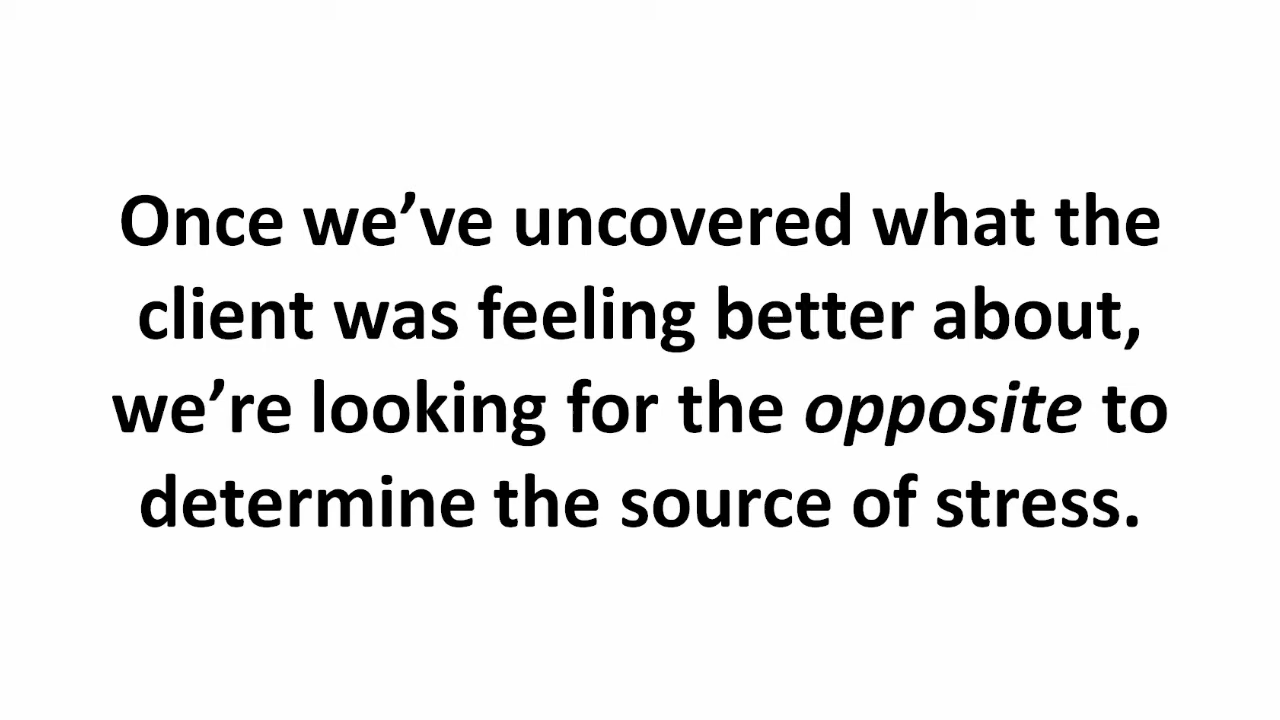 Once we’ve uncovered what the
client was feeling better about,
we’re looking for the opposite to
determine the source of stress.